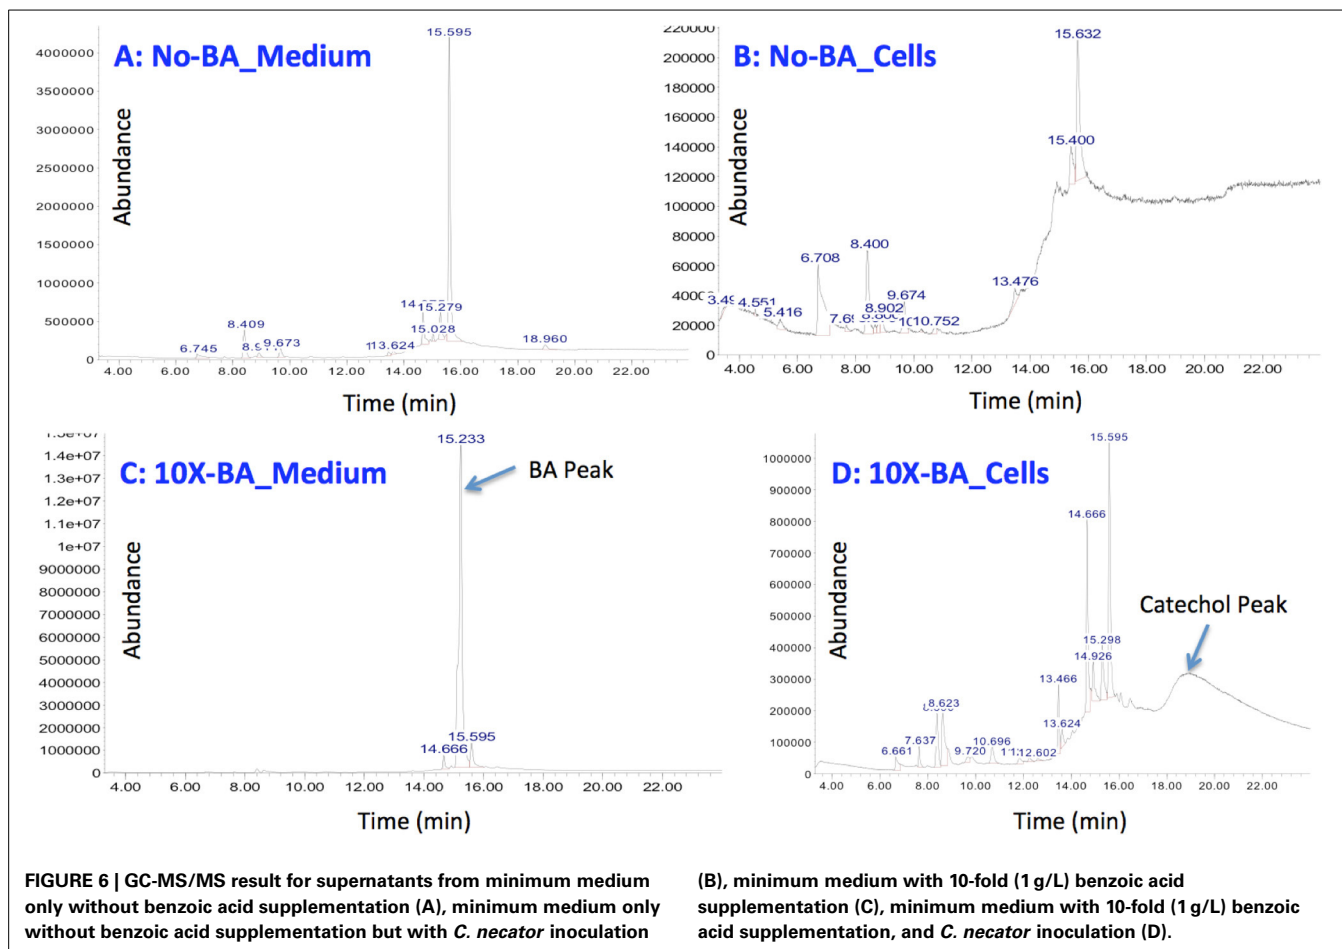 A: No-BA_Medium
Abundance
4000000
3500000
3000000
2500000
2000000
1500000
1000000
500000
0
15.595
15.279
15.028
8.409
6.745
9.673
13.624
18.960
4.00 6.00 8.00 10.00 12.00 14.00 16.00 18.00 20.00 22.00
Time (min)
B: No-BA_Cells
Abundance
220000
200000
180000
160000
140000
120000
100000
80000
60000
40000
20000
0
15.632
15.400
8.400
6.708
13.476
9.674
8.902
4.551
5.416
10.752
4.00 6.00 8.00 10.00 12.00 14.00 16.00 18.00 20.00 22.00
Time (min)
C: 10X-BA_Medium
Abundance
1.5e+07
1.4e+07
1.3e+07
1.2e+07
1.1e+07
1e+07
9000000
8000000
7000000
6000000
5000000
4000000
3000000
2000000
1000000
0
15.233
BA Peak
15.595
14.666
4.00 6.00 8.00 10.00 12.00 14.00 16.00 18.00 20.00 22.00
Time (min)
D: 10X-BA_Cells
Abundance
1000000
900000
800000
700000
600000
500000
400000
300000
200000
100000
0
15.595
14.666
Catechol Peak
15.298
14.926
13.466
8.623
13.624
7.637
10.696
6.661
9.720
12.602
4.00 6.00 8.00 10.00 12.00 14.00 16.00 18.00 20.00 22.00
Time (min)
FIGURE 6 | GC-MS/MS result for supernatants from minimum medium
only without benzoic acid supplementation (A), minimum medium only
without benzoic acid supplementation but with C. necator inoculation
(B), minimum medium with 10-fold (1 g/L) benzoic acid
supplementation (C), minimum medium with 10-fold (1 g/L) benzoic
acid supplementation, and C. necator inoculation (D).